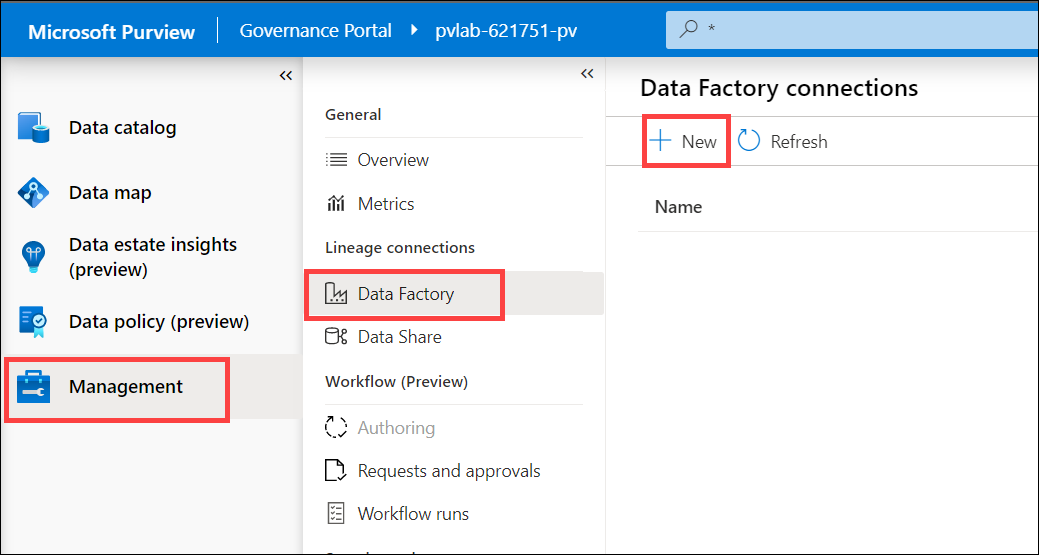 Microsoft Purview
Governance Portal
pvlab-621751-pv
*
Data catalog
Data map
Data estate insights
(preview)
Data policy (preview)
Management
General
Overview
Metrics
Lineage connections
Data Factory
Data Share
Workflow (Preview)
Authoring
Requests and approvals
Workflow runs
Data Factory connections
New
Refresh
Name